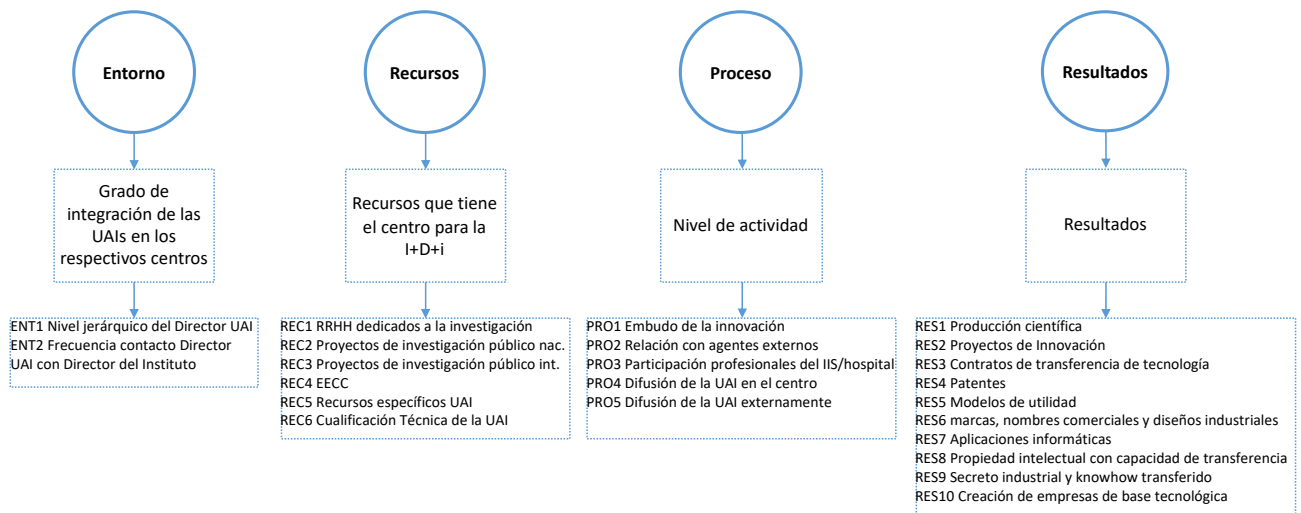 Entorno
Grado de
integración de las
UAIs en los
respectivos centros
ENT1 Nivel jerárquico del Director UAI
ENT2 Frecuencia contacto Director
UAI con Director del Instituto
Recursos
Recursos que tiene
el centro para la
I+D+i
REC1 RRHH dedicados a la investigación
REC2 Proyectos de investigación público nac.
REC3 Proyectos de investigación público int.
REC4 EECC
REC5 Recursos específicos UAI
REC6 Cualificación Técnica de la UAI
Proceso
Nivel de actividad
PRO1 Embudo de la innovación
PRO2 Relación con agentes externos
PRO3 Participación profesionales del IIS/hospital
PRO4 Difusión de la UAI en el centro
PRO5 Difusión de la UAI externamente
Resultados
Resultados
RES1 Producción científica
RES2 Proyectos de Innovación
RES3 Contratos de transferencia de tecnología
RES4 Patentes
RES5 Modelos de utilidad
RES6 marcas, nombres comerciales y diseños industriales
RES7 Aplicaciones informáticas
RES8 Propiedad intelectual con capacidad de transferencia
RES9 Secreto industrial y knowhow transferido
RES10 Creación de empresas de base tecnológica